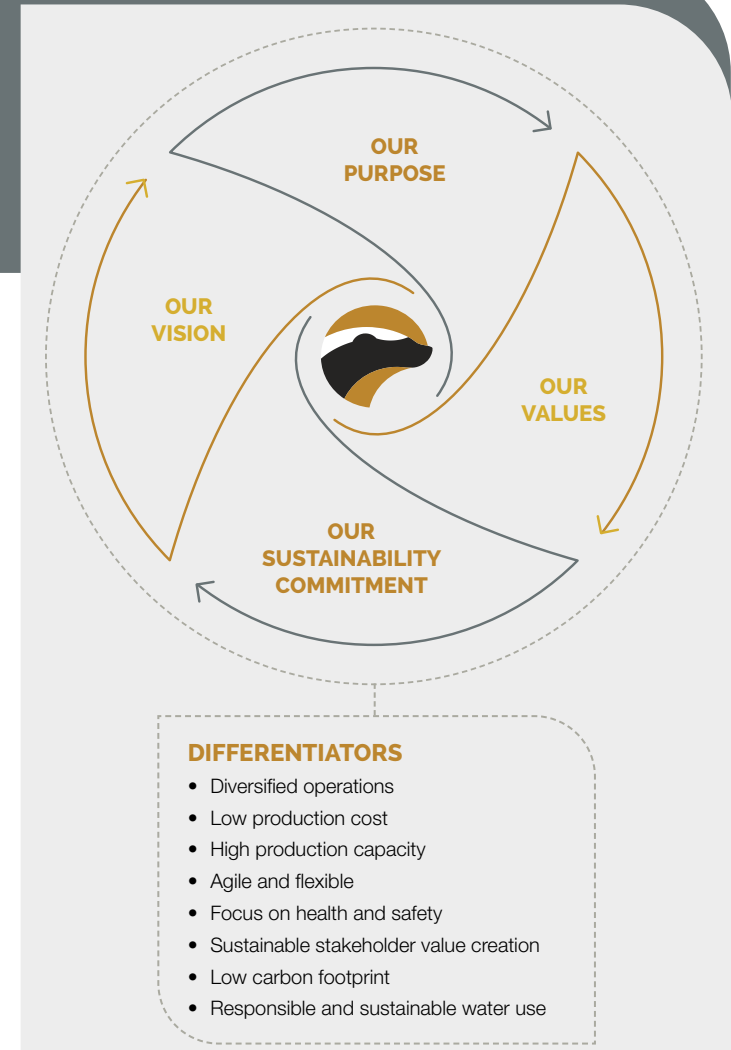 OUR
PURPOSE
OUR
VISION
OUR
VALUES
OUR
SUSTAINABILITY
COMMITMENT
DIFFERENTIATORS
• Diversified operations
• Low production cost
• High production capacity
• Agile and flexible
• Focus on health and safety
• Sustainable stakeholder value creation
• Low carbon footprint
• Responsible and sustainable water use